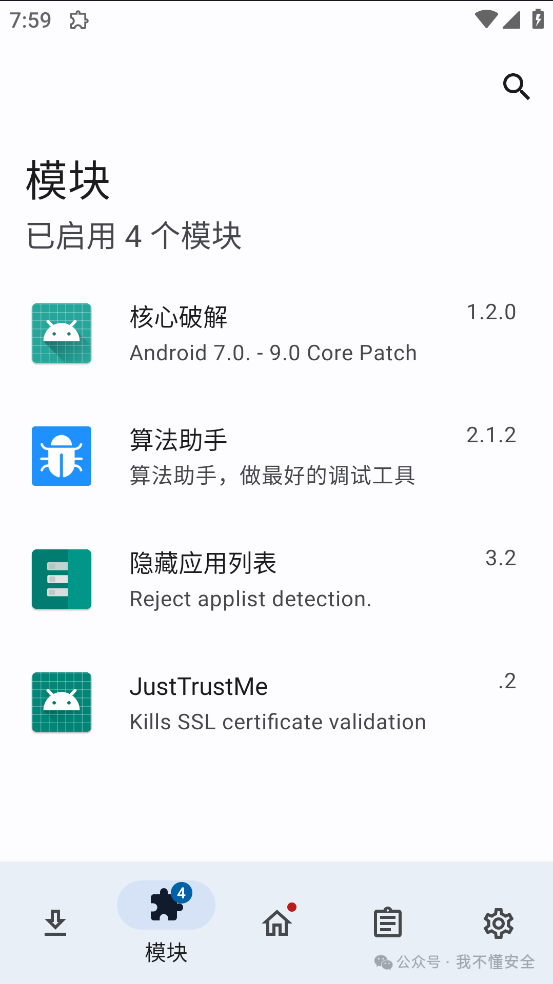 7:59
模块
已启用 4 个模块
核心破解
1.2.0
Android 7.0. - 9.0 Core Patch
算法助手
2.1.2
算法助手，做最好的调试工具
隐藏应用列表
3.2
Reject applist detection.
JustTrustMe
.2
Kills SSL certificate validation
4
模块
公众号 · 我不懂安全